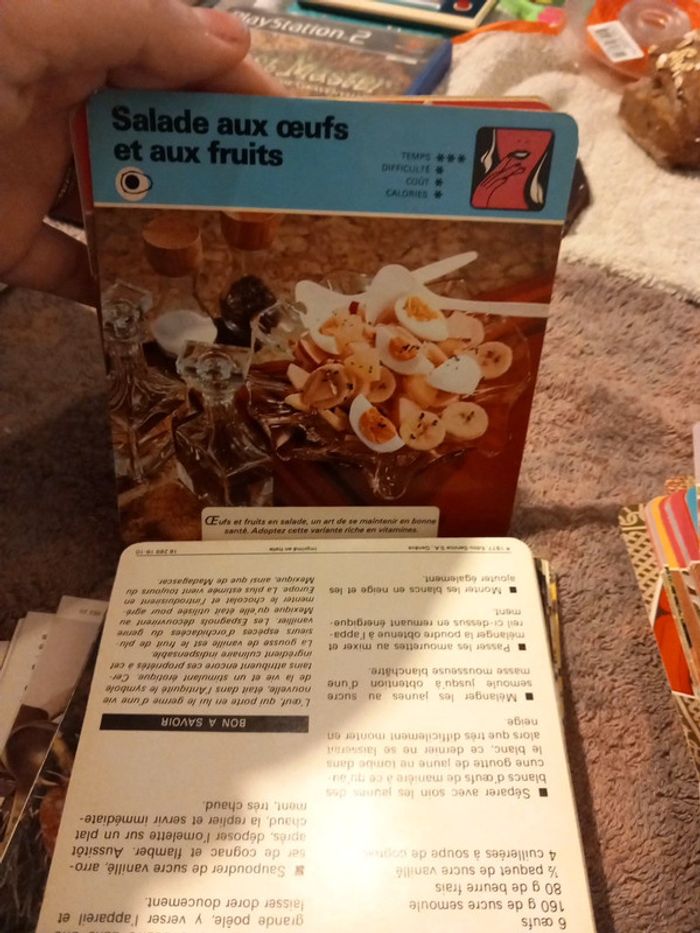 PlayStation 2
Salade aux œufs
et aux fruits
TEMPS ***
DIFFICULTÉ *
COÛT *
CALORIES *
Œufs et fruits en salade, un art de se maintenir en bonne
santé. Adoptez cette variante riche en vitamines.
6 œufs
160 g de sucre semoule
80 g de beurre frais
½ paquet de sucre vanillé
4 cuillerées à soupe de cognac
■ Séparer avec soin les jaunes des
blancs d'œufs de manière à ce qu'au-
cune goutte de jaune ne tombe dans
le blanc, ce dernier ne se laisserait
alors que très difficilement monter en
neige
■ Mélanger les jaunes au sucre
semoule jusqu'à obtention d'une
masse mousseuse blanchâtre.
■ Passer les amourettes au mixer et
mélanger la poudre obtenue à l'appa-
reil ci-dessus en remuant énergique-
ment.
■ Monter les blancs en neige et les
ajouter également.
grande poêle, y verser l'appareil et
laisser dorer doucement.
■ Saupoudrer de sucre vanillé, arro-
ser de cognac et flamber. Aussitôt
après, déposer l'omelette sur un plat
chaud, la replier et servir immédiate-
ment, très chaud.
BON A SAVOIR
L'œuf, qui porte en lui le germe d'une vie
nouvelle, était dans l'Antiquité le symbole
de la vie et un stimulant érotique. Cer-
tains attribuent encore ces propriétés à cet
ingrédient culinaire indispensable.
La gousse de vanille est le fruit de plu-
sieurs espèces d'orchidacées du genre
vanillier. Les Espagnols découvrirent au
Mexique qu'elle était utilisée pour agré-
menter le chocolat et l'introduisirent en
Europe. La plus estimée vient toujours du
Mexique, ainsi que de Madagascar.
© 1977 Edito-Service S.A., Genève
Imprimé en Italie